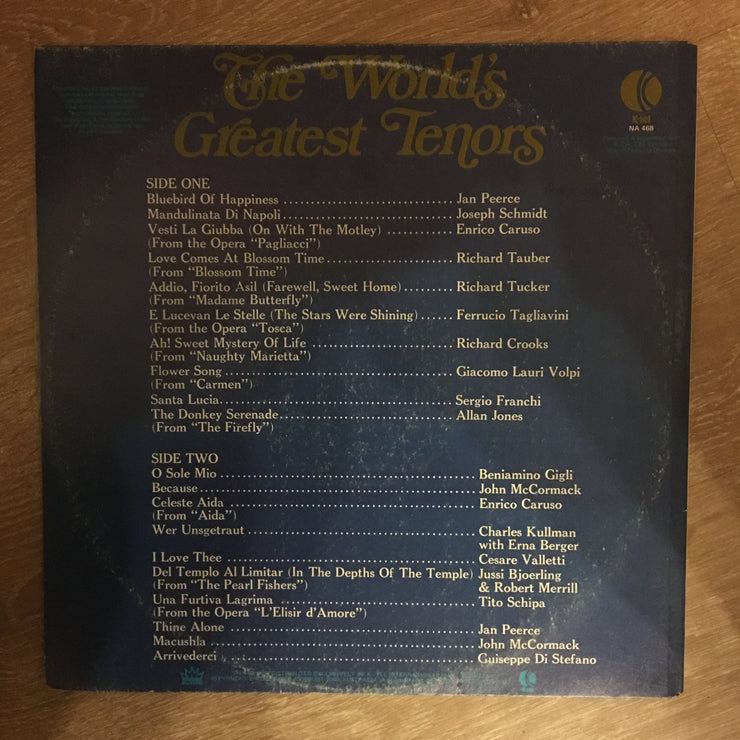 The World's
Greatest Tenors
K-tel
NA 468
SIDE ONE
Bluebird Of Happiness ................................ Jan Peerce
Mandulinata Di Napoli ................................ Joseph Schmidt
Vesti La Giubba (On With The Motley) ............ Enrico Caruso
(From the Opera “Pagliacci”)
Love Comes At Blossom Time ........................ Richard Tauber
(From “Blossom Time”)
Addio, Fiorito Asil (Farewell, Sweet Home) ......... Richard Tucker
(From “Madame Butterfly”)
E Lucevan Le Stelle (The Stars Were Shining) ...... Ferrucio Tagliavini
(From the Opera “Tosca”)
Ah! Sweet Mystery Of Life ........................... Richard Crooks
(From “Naughty Marietta”)
Flower Song ............................................ Giacomo Lauri Volpi
(From “Carmen”)
Santa Lucia ............................................. Sergio Franchi
The Donkey Serenade ................................. Allan Jones
(From “The Firefly”)
SIDE TWO
O Sole Mio ................................................ Beniamino Gigli
Because ................................................... John McCormack
Celeste Aida .............................................. Enrico Caruso
(From “Aida”)
Wer Unsgetraut .......................................... Charles Kullman
with Erna Berger
I Love Thee ............................................... Cesare Valletti
Del Templo Al Limitar (In The Depths Of The Temple) Jussi Bjoerling
(From “The Pearl Fishers”) & Robert Merrill
Una Furtiva Lagrima .................................... Tito Schipa
(From the Opera “L'Elisir d'Amore”)
Thine Alone .............................................. Jan Peerce
Macushla .................................................. John McCormack
Arrivederci ................................................ Guiseppe Di Stefano